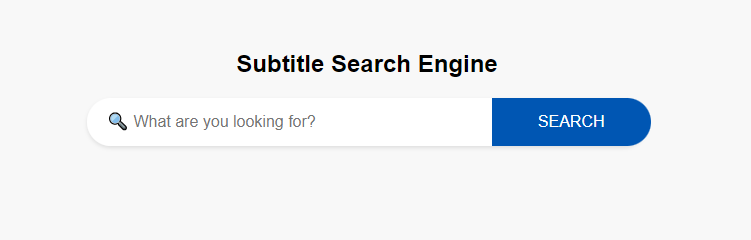 Subtitle Search Engine
🔍 What are you looking for?
SEARCH